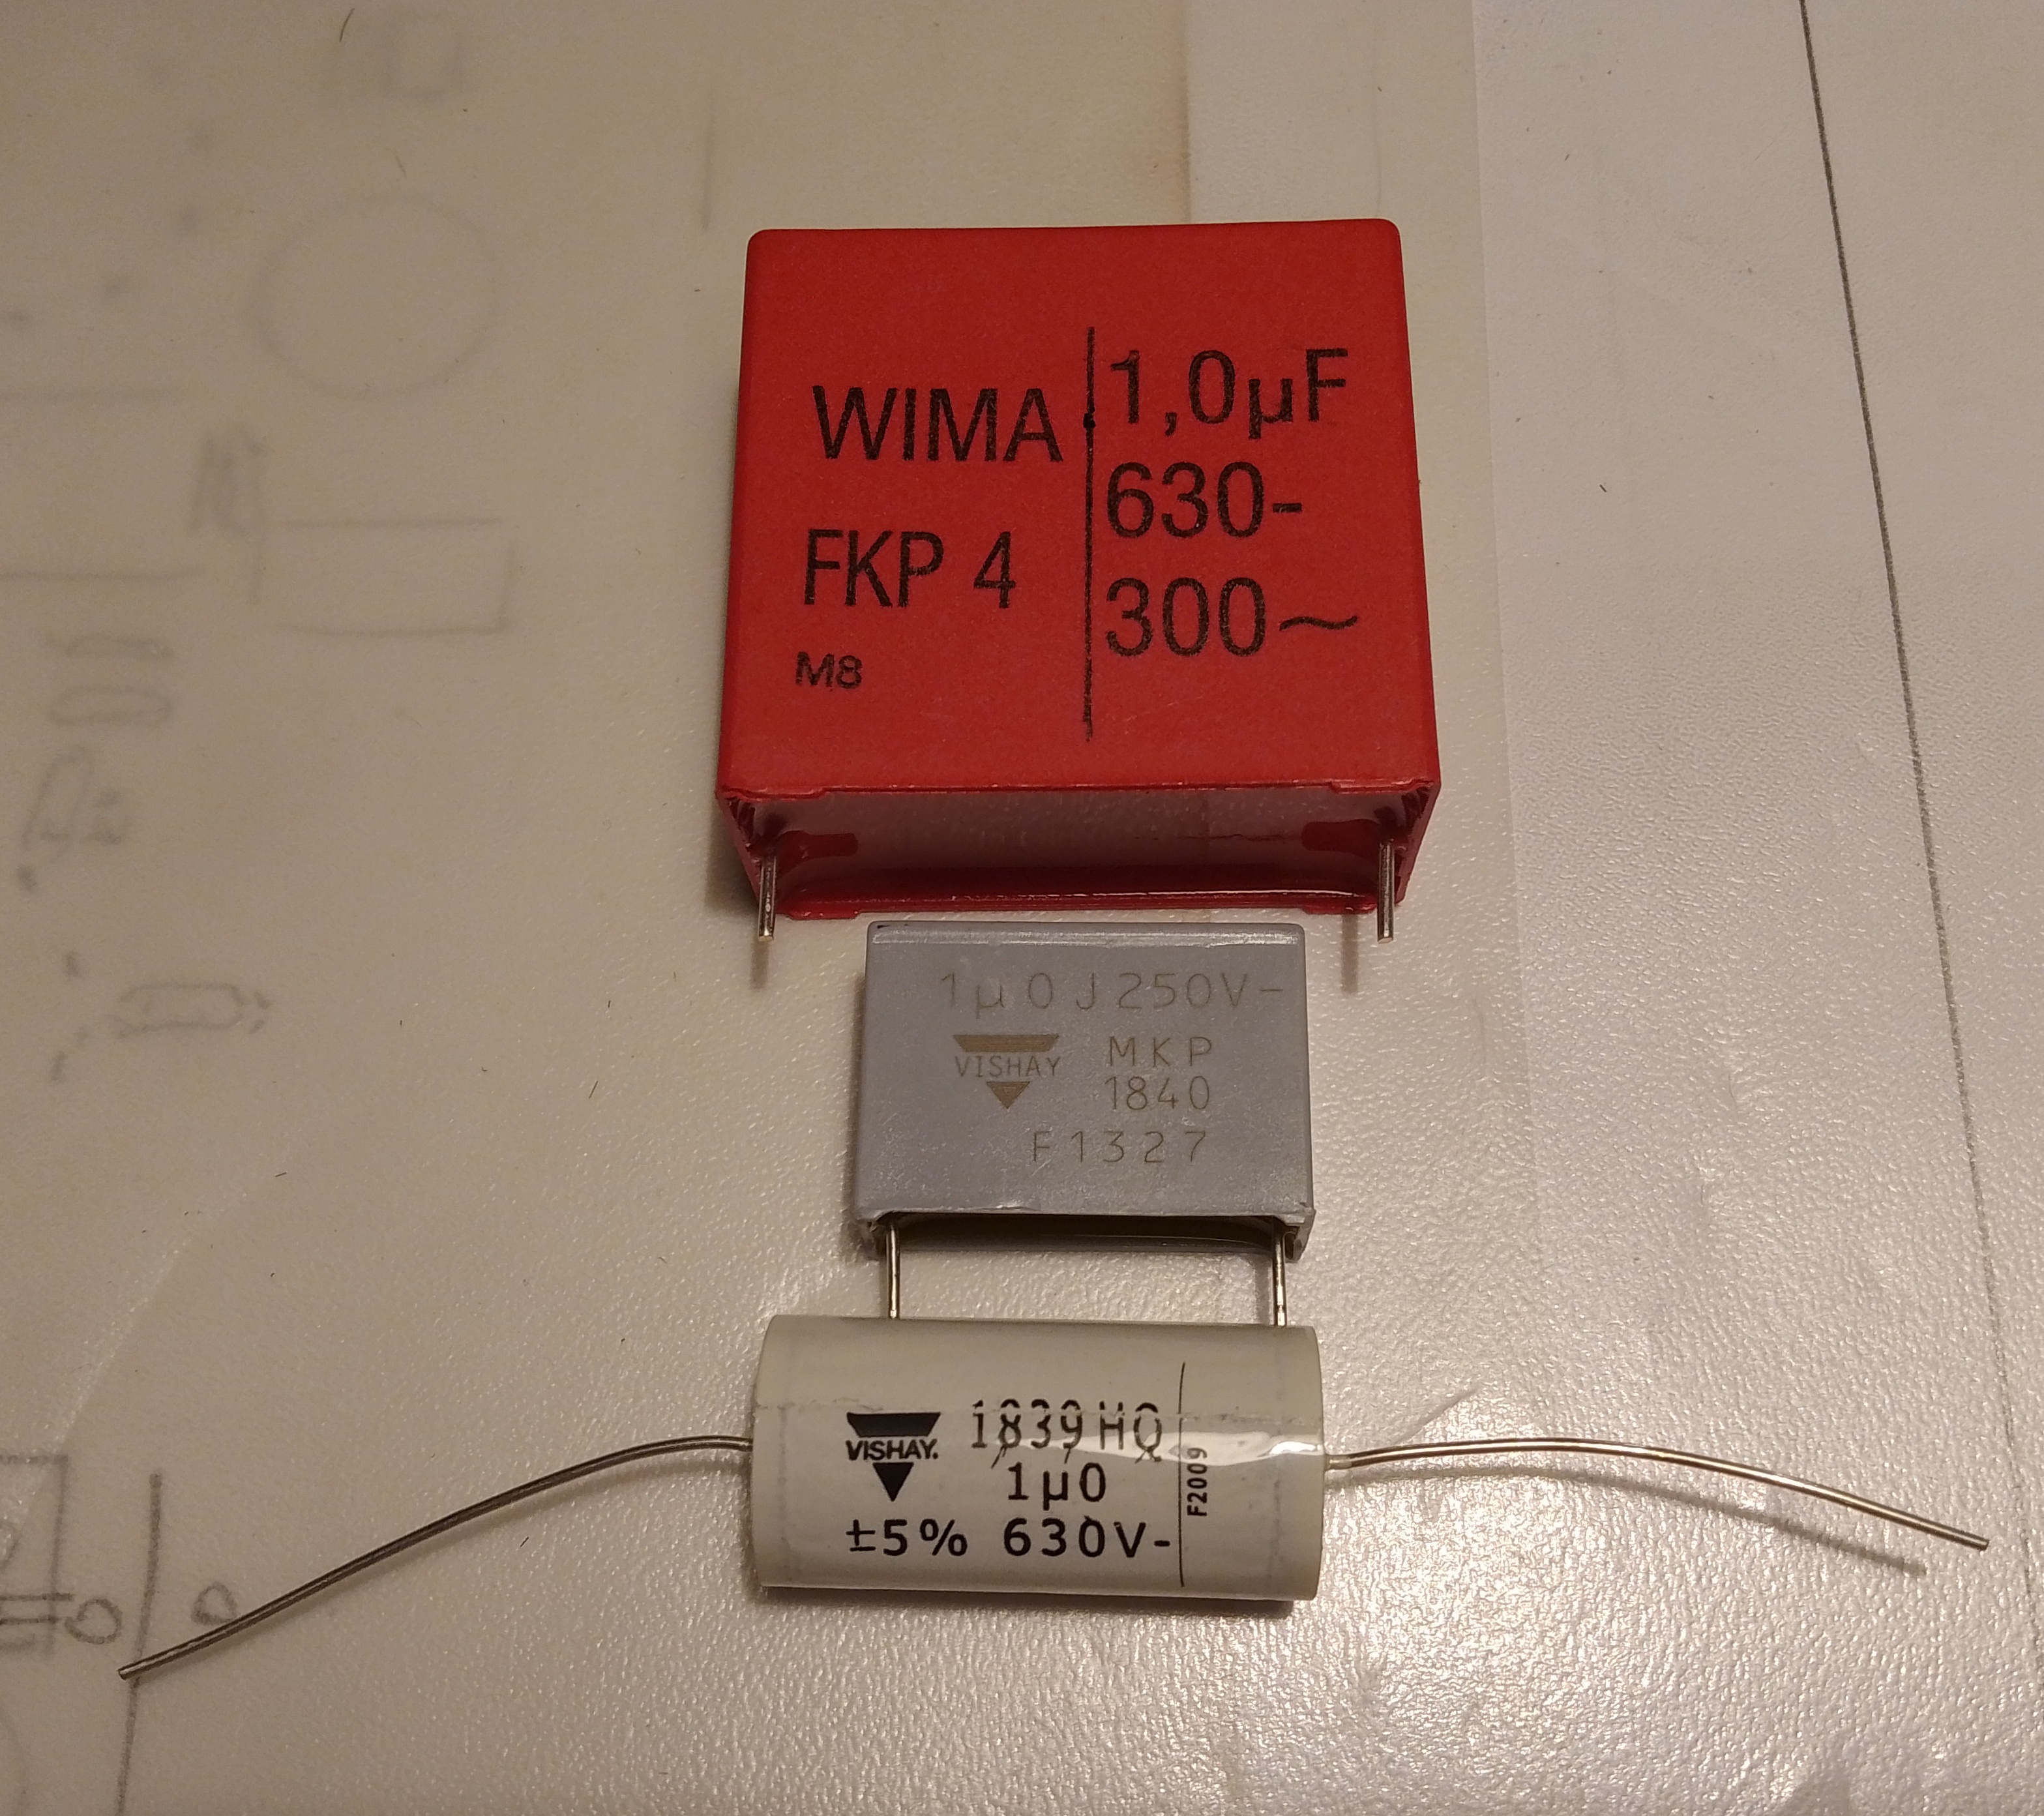 WIMA
FKP 4
M8
1,0µF
630-
300~
1µ0 J 250V-
VISHAY
MKP
1840
F1327
VISHAY.
1839 HQ
1µ0
±5% 630V-
F2009